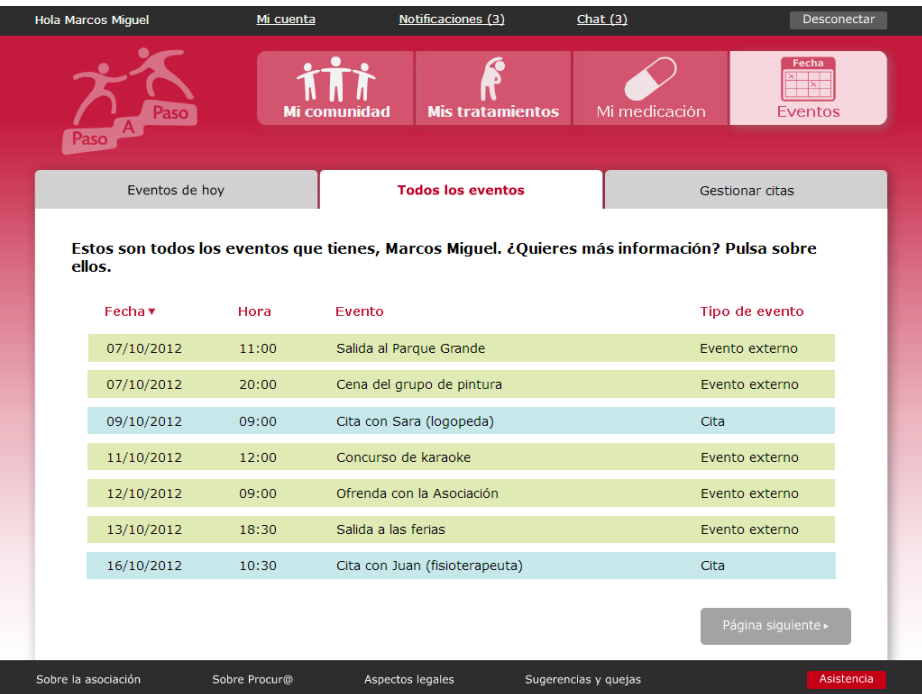 Hola Marcos Miguel Mi cuenta Notificaciones (3) Chat (3) Desconectar
Paso A Paso
Mi comunidad Mis tratamientos Mi medicación Fecha Eventos
Eventos de hoy Todos los eventos Gestionar citas
Estos son todos los eventos que tienes, Marcos Miguel. ¿Quieres más información? Pulsa sobre
ellos.
Fecha▼ Hora Evento Tipo de evento
07/10/2012 11:00 Salida al Parque Grande Evento externo
07/10/2012 20:00 Cena del grupo de pintura Evento externo
09/10/2012 09:00 Cita con Sara (logopeda) Cita
11/10/2012 12:00 Concurso de karaoke Evento externo
12/10/2012 09:00 Ofrenda con la Asociación Evento externo
13/10/2012 18:30 Salida a las ferias Evento externo
16/10/2012 10:30 Cita con Juan (fisioterapeuta) Cita
Página siguiente ▸
Sobre la asociación Sobre Procur@ Aspectos legales Sugerencias y quejas Asistencia